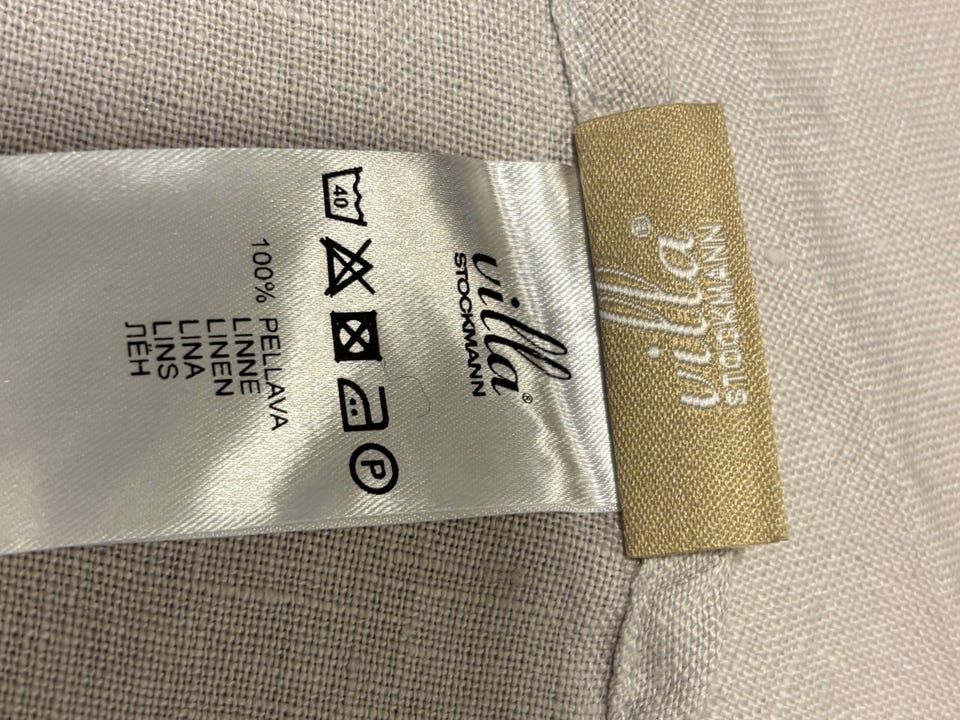 villa®
STOCKMANN
villa®
STOCKMANN
40
P
100% PELLAVA
LINNE
LINEN
LINA
LINS
ЛЁН